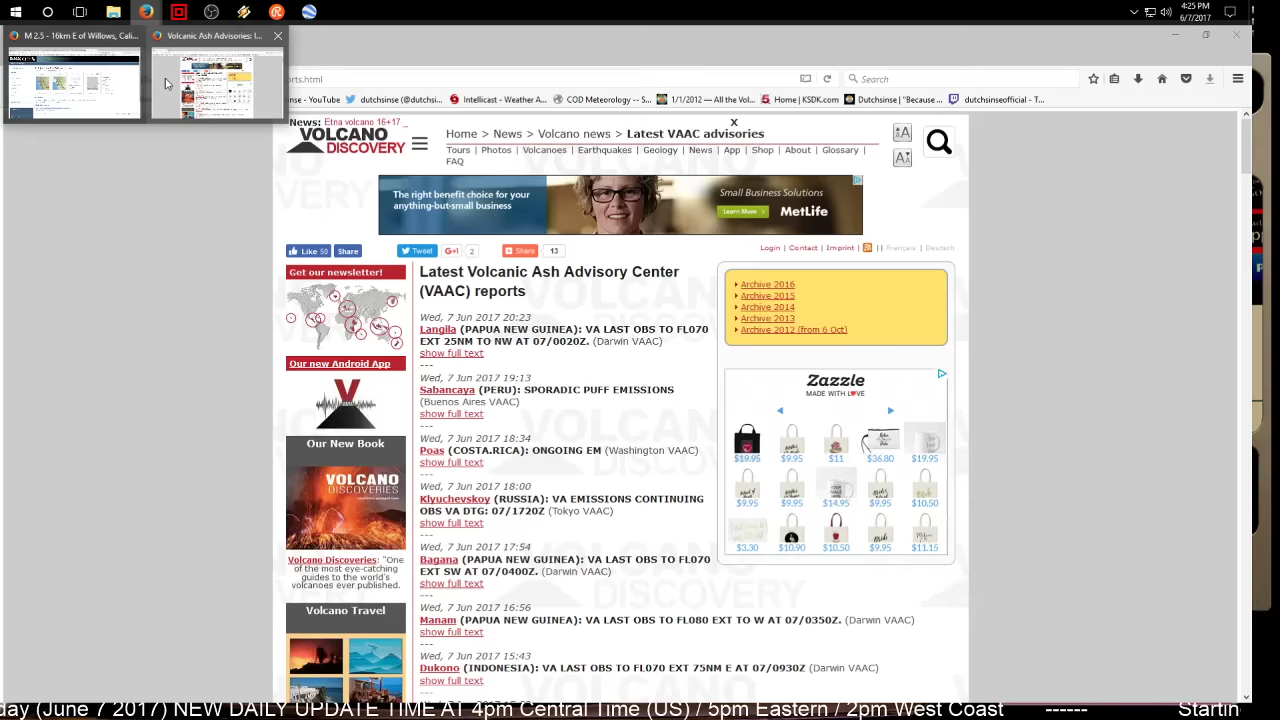 4:25 PM
6/7/2017
M 2.5 - 16km E of Willows, Cali...
Volcanic Ash Advisories: l...
orts.html
Search
inse - YouTube
dutchsinse (@dutchsi...
Intellicast - Weather A...
COD Meteorology -...
1/1/2012
All the V...
Home | KSDK.com
Dutchsinse | "Because ...
dutchsinseofficial - T...
News: Etna volcano 16+17 ...
x
VOLCANO
DISCOVERY
Home > News > Volcano news > Latest VAAC advisories
Tours | Photos | Volcanoes | Earthquakes | Geology | News | App | Shop | About | Glossary |
FAQ
A
A
The right benefit choice for your
anything-but-small business
Small Business Solutions
Learn More >
MetLife
Like 50
Share
Tweet
G+1
2
Share
13
Login | Contact | Imprint | || Français | Deutsch
Get our newsletter!
Our new Android App
V
Our New Book
VOLCANO
DISCOVERIES
Volcano Discoveries: "One
of the most eye-catching
guides to the world's
volcanoes ever published.
Volcano Travel
Latest Volcanic Ash Advisory Center
(VAAC) reports
Wed, 7 Jun 2017 20:23
Langila (PAPUA NEW GUINEA): VA LAST OBS TO FL070
EXT 25NM TO NW AT 07/0020Z. (Darwin VAAC)
show full text
---
Wed, 7 Jun 2017 19:13
Sabancaya (PERU): SPORADIC PUFF EMISSIONS
(Buenos Aires VAAC)
show full text
---
Wed, 7 Jun 2017 18:34
Poas (COSTA.RICA): ONGOING EM (Washington VAAC)
show full text
---
Wed, 7 Jun 2017 18:00
Klyuchevskoy (RUSSIA): VA EMISSIONS CONTINUING
OBS VA DTG: 07/1720Z (Tokyo VAAC)
show full text
---
Wed, 7 Jun 2017 17:54
Bagana (PAPUA NEW GUINEA): VA LAST OBS TO FL070
EXT SW AT 07/0400Z. (Darwin VAAC)
show full text
---
Wed, 7 Jun 2017 16:56
Manam (PAPUA NEW GUINEA): VA LAST OBS TO FL080 EXT TO W AT 07/0350Z. (Darwin VAAC)
show full text
---
Wed, 7 Jun 2017 15:43
Dukono (INDONESIA): VA LAST OBS TO FL070 EXT 75NM E AT 07/0930Z (Darwin VAAC)
show full text
---
Archive 2016
Archive 2015
Archive 2014
Archive 2013
Archive 2012 (from 6 Oct)
Zazzle
MADE WITH LOVE
$19.95 $9.95 $11 $36.80 $19.95
$9.95 $9.95 $14.95 $9.95 $10.50
$3.30 $10.90 $10.50 $9.95 $11.15
day (June 7 2017) NEW DAILY UPDATE TIME AT 4pm Central Time (US) / 5pm Eastern / 2pm West Coast ------ Startin